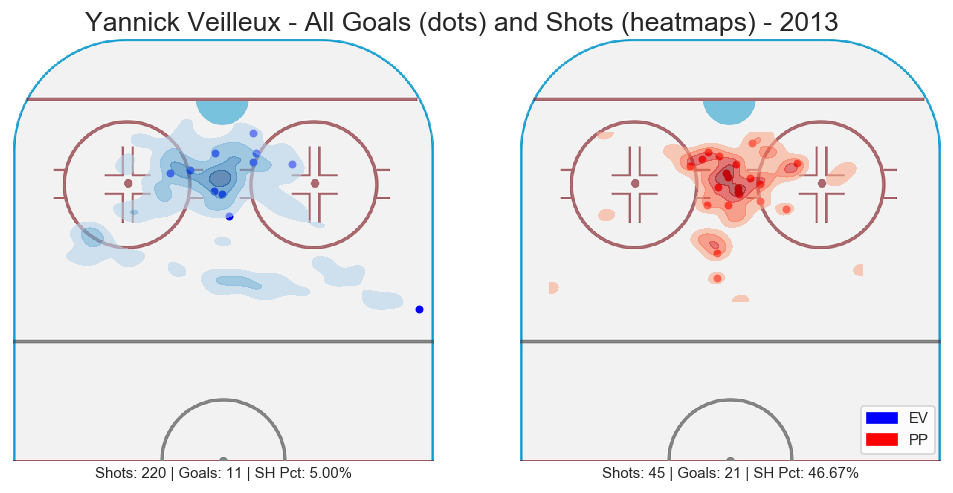 Yannick Veilleux - All Goals (dots) and Shots (heatmaps) - 2013
EV
PP
Shots: 220 | Goals: 11 | SH Pct: 5.00%
Shots: 45 | Goals: 21 | SH Pct: 46.67%